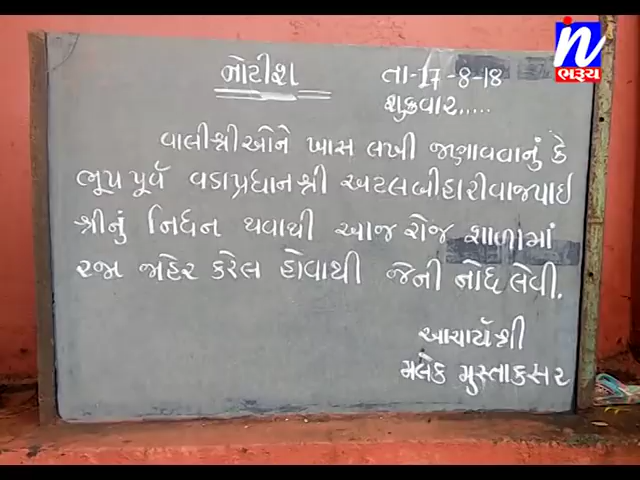 n
ભરૂચ
નોટીશ
તા-17-8-18
શુક્રવાર.....
વાલીશ્રીઓને ખાસ લખી જણાવવાનું કે
ભૂપપૂર્વ વડાપ્રધાનશ્રી અટલબીહારીવાજપાઇ
શ્રીનું નિધન થવાથી આજ રોજ શાળામાં
રજા જાહેર કરેલ હોવાથી જેની નોધ લેવી.
આચાર્યશ્રી
મલેક મુસ્તાકસર